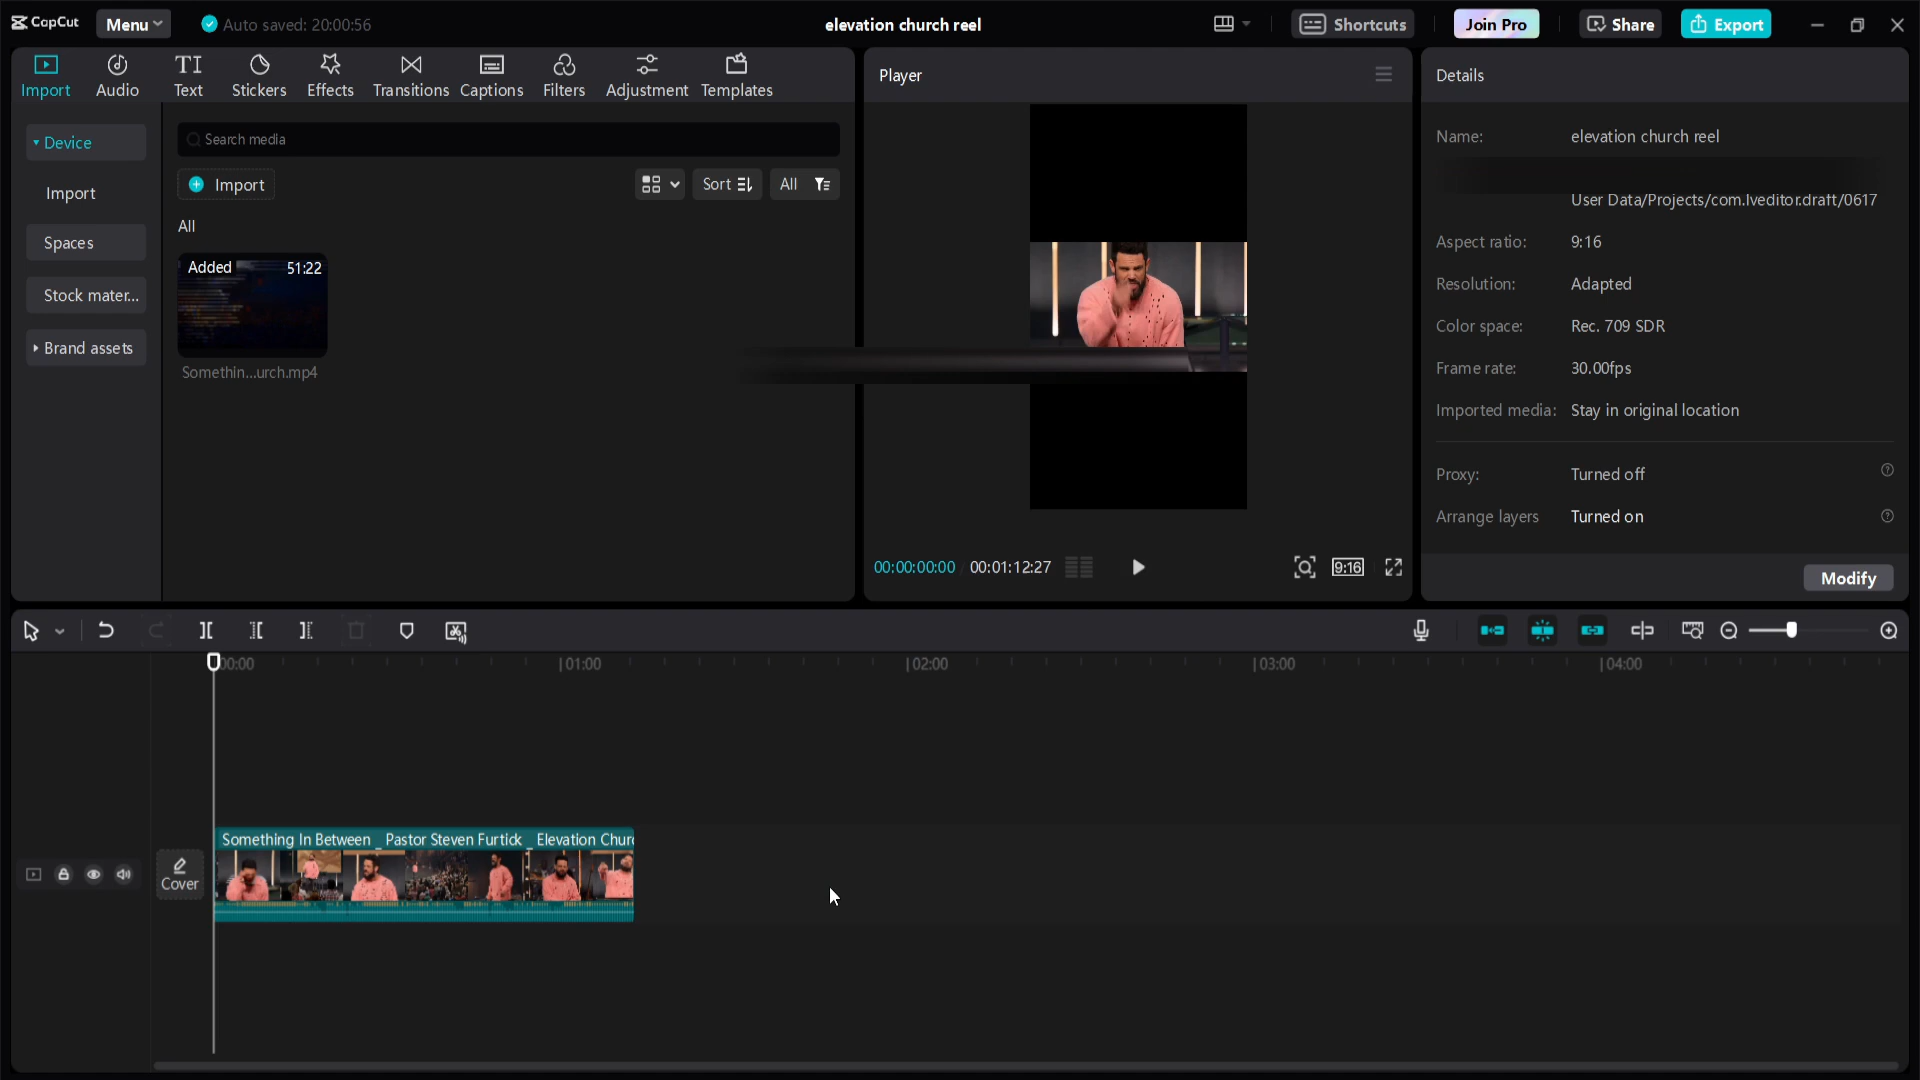 CapCut
Menu
Auto saved: 20:00:56
elevation church reel
Shortcuts
Join Pro
Share
Export
Import
Audio
TI
Text
Stickers
Effects
Transitions
Captions
Filters
Adjustment
Templates
Player
Details
Device
Import
Spaces
Stock mater...
Brand assets
Search media
Import
Sort
All
All
Added
51:22
Somethin...urch.mp4
00:00:00:00
00:01:12:27
9:16
Name:
elevation church reel
User Data/Projects/com.lveditor.draft/0617
Aspect ratio:
9:16
Resolution:
Adapted
Color space:
Rec. 709 SDR
Frame rate:
30.00fps
Imported media:
Stay in original location
Proxy:
Turned off
Arrange layers
Turned on
Modify
00:00
01:00
02:00
03:00
04:00
Cover
Something In Between _ Pastor Steven Furtick _ Elevation Churc